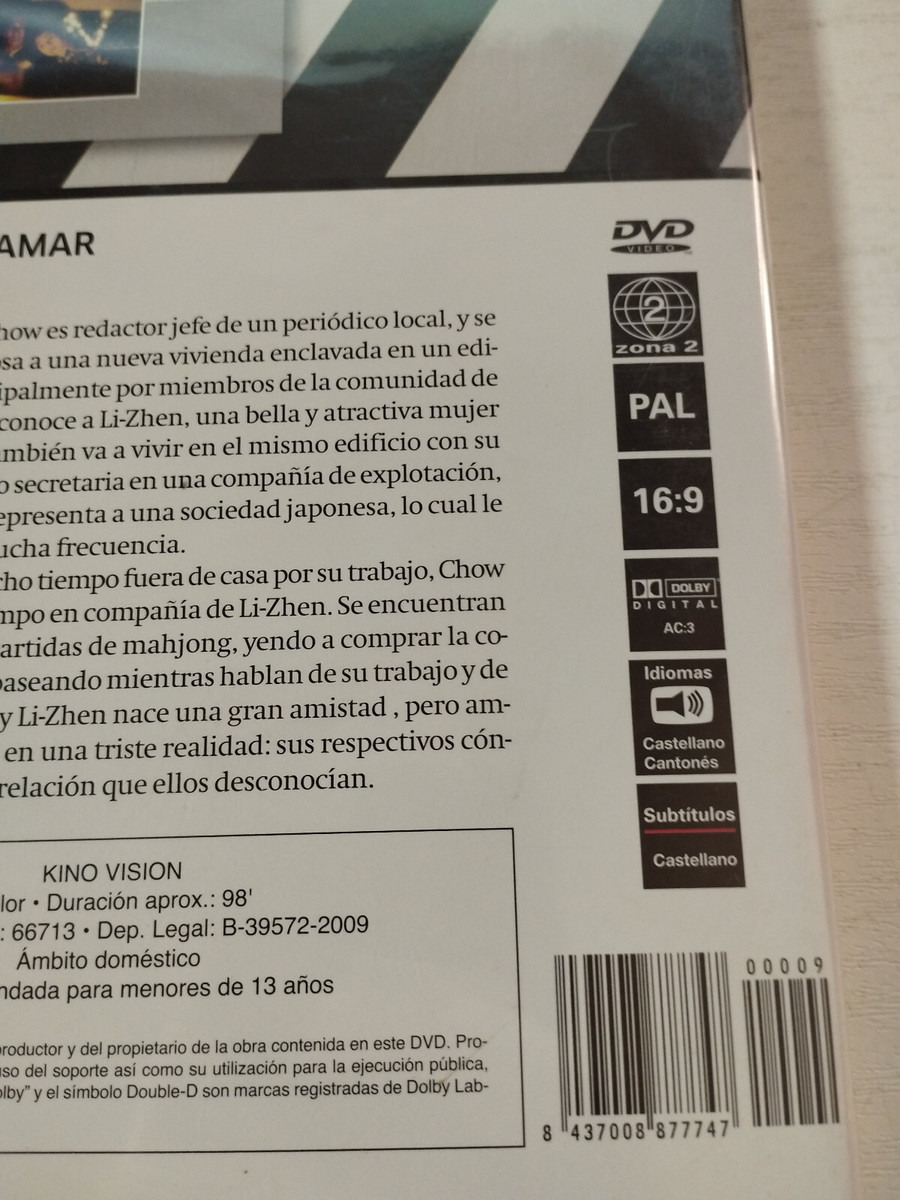 AMAR
how es redactor jefe de un periódico local, y se
osa a una nueva vivienda enclavada en un edi-
ipalmente por miembros de la comunidad de
conoce a Li-Zhen, una bella y atractiva mujer
ambién va a vivir en el mismo edificio con su
o secretaria en una compañía de explotación,
epresenta a una sociedad japonesa, lo cual le
ucha frecuencia.
cho tiempo fuera de casa por su trabajo, Chow
mpo en compañía de Li-Zhen. Se encuentran
artidas de mahjong, yendo a comprar la co-
paseando mientras hablan de su trabajo y de
y Li-Zhen nace una gran amistad , pero am-
en una triste realidad: sus respectivos cón-
relación que ellos desconocían.
KINO VISION
lor • Duración aprox.: 98'
: 66713 • Dep. Legal: B-39572-2009
Ámbito doméstico
ndada para menores de 13 años
productor y del propietario de la obra contenida en este DVD. Pro-
uso del soporte así como su utilización para la ejecución pública,
olby” y el símbolo Double-D son marcas registradas de Dolby Lab-
DVD
VIDEO
2
zona 2
PAL
16:9
DOLBY
DIGITAL
AC:3
Idiomas
Castellano
Cantonés
Subtítulos
Castellano
00009
8 437008 877747